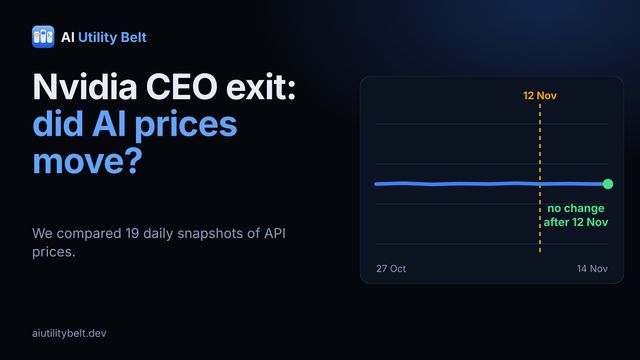 AI Utility Belt
Nvidia CEO exit:
did AI prices
move?
We compared 19 daily snapshots of API
prices.
aiutilitybelt.dev
12 Nov
no change
after 12 Nov
27 Oct
14 Nov